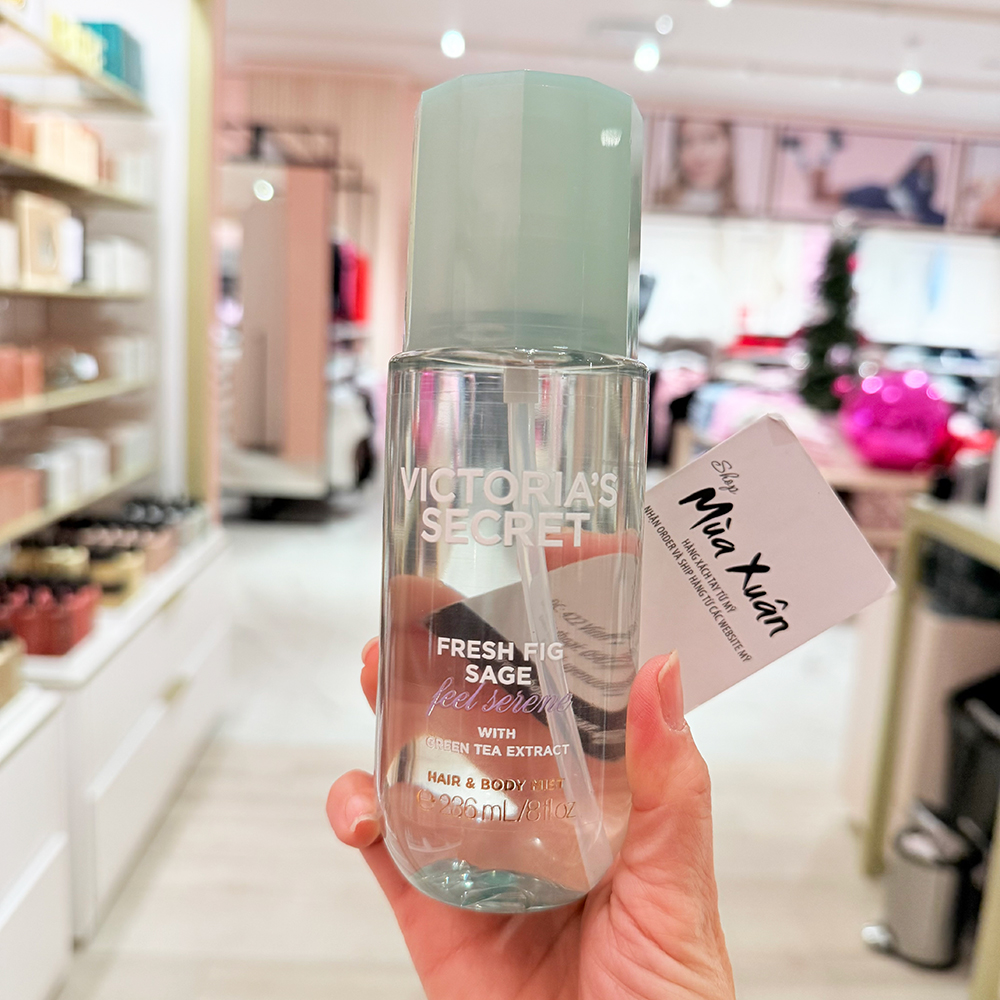 VICTORIA'S
SECRET
FRESH FIG
SAGE
feel serene
WITH
GREEN TEA EXTRACT
HAIR & BODY MIST
236 mL/8 fl oz
Shop
Mùa Xuân
HÀNG XÁCH TAY TỪ MỸ
NHẬN ORDER VÀ SHIP HÀNG TỪ CÁC WEBSITE MỸ